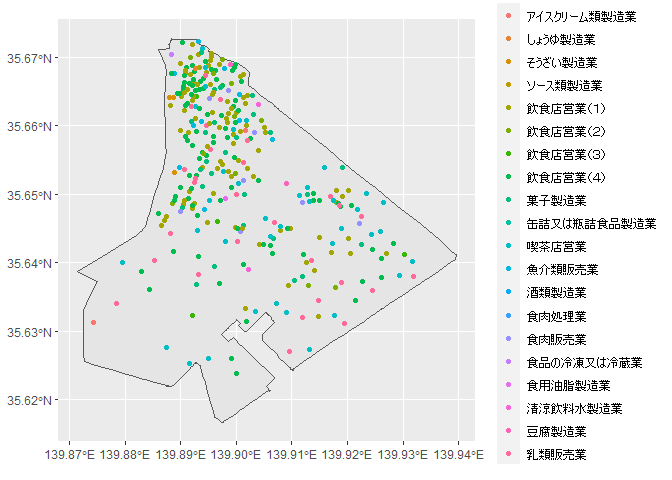 35.67°N
35.66°N
35.65°N
35.64°N
35.63°N
35.62°N
139.87°E 139.88°E 139.89°E 139.90°E 139.91°E 139.92°E 139.93°E 139.94°E
アイスクリーム類製造業
しょうゆ製造業
そうざい製造業
ソース類製造業
飲食店営業(1)
飲食店営業(2)
飲食店営業(3)
飲食店営業(4)
菓子製造業
缶詰又は瓶詰食品製造業
喫茶店営業
魚介類販売業
酒類製造業
食肉処理業
食肉販売業
食品の冷凍又は冷蔵業
食用油脂製造業
清涼飲料水製造業
豆腐製造業
乳類販売業